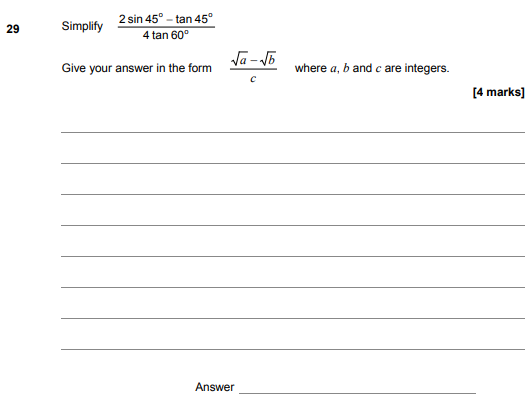 29 Simplify (2 sin 45° – tan 45°) / (4 tan 60°)
Give your answer in the form (√a – √b) / c where a, b and c are integers.
[4 marks]
Answer